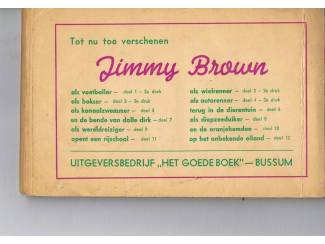 Tot nu toe verschenen
Jimmy Brown
als voetballer — deel 1 - 3e druk
als bokser — deel 3 - 3e druk
als kanaalzwemmer — deel 5
en de bende van dolle dirk — deel 7
als wereldreiziger — deel 9
opent een rijschool — deel 11
als wielrenner — deel 2 - 3e druk
als autorenner — deel 4 - 2e druk
terug in de dierentuin — deel 6
als diepzeeduiker — deel 8
en de oranjehemden — deel 10
op het onbekende eiland — deel 12
UITGEVERSBEDRIJF „HET GOEDE BOEK” — BUSSUM